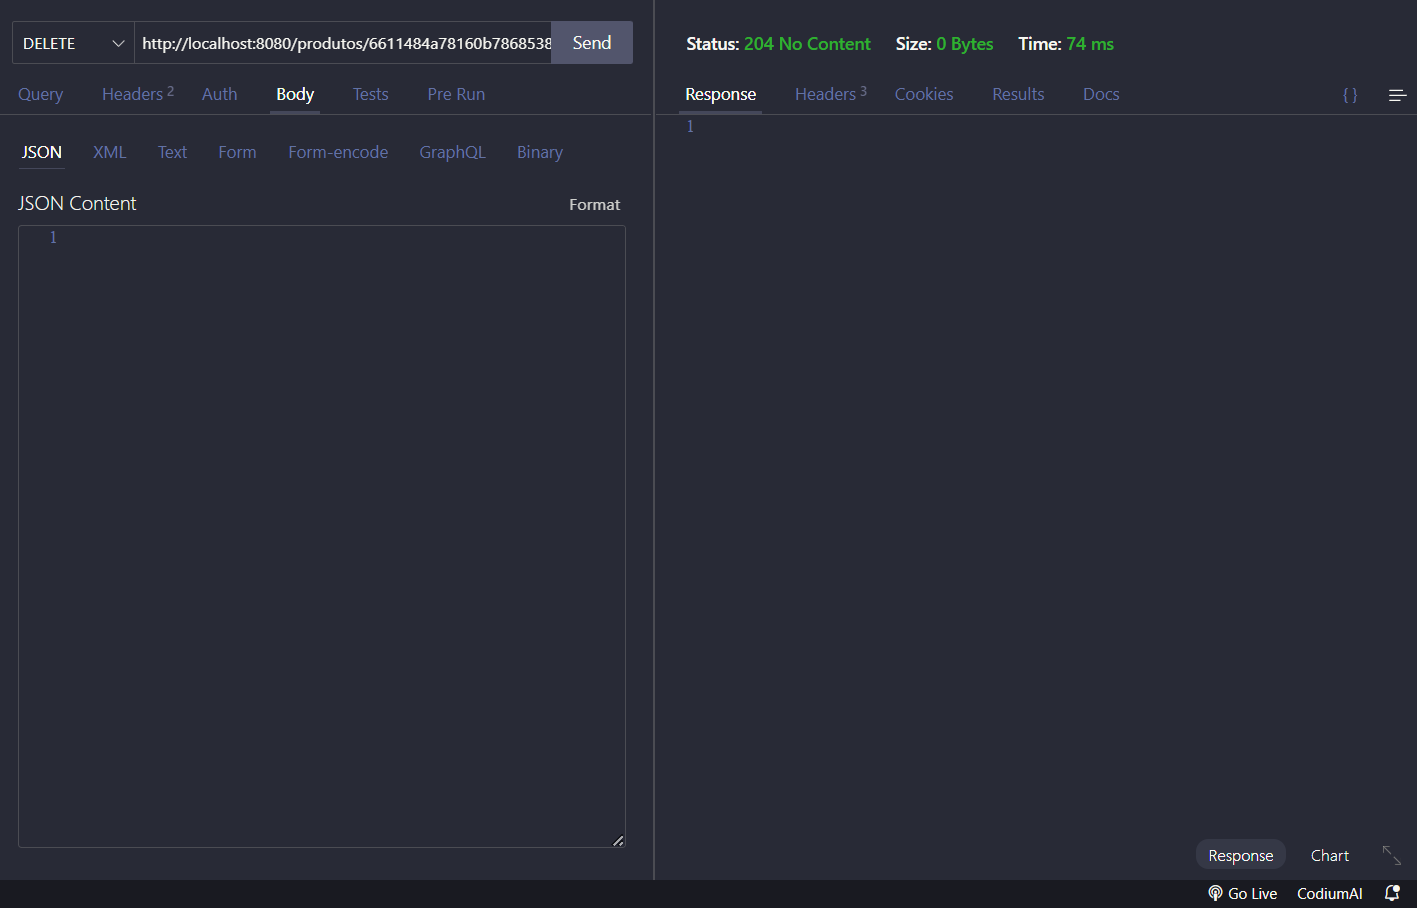 DELETE http://localhost:8080/produtos/6611484a78160b7868538 Send
Query Headers 2 Auth Body Tests Pre Run
JSON XML Text Form Form-encode GraphQL Binary
JSON Content Format
1
Status: 204 No Content Size: 0 Bytes Time: 74 ms
Response Headers 3 Cookies Results Docs { }
1
Response Chart
Go Live CodiumAI